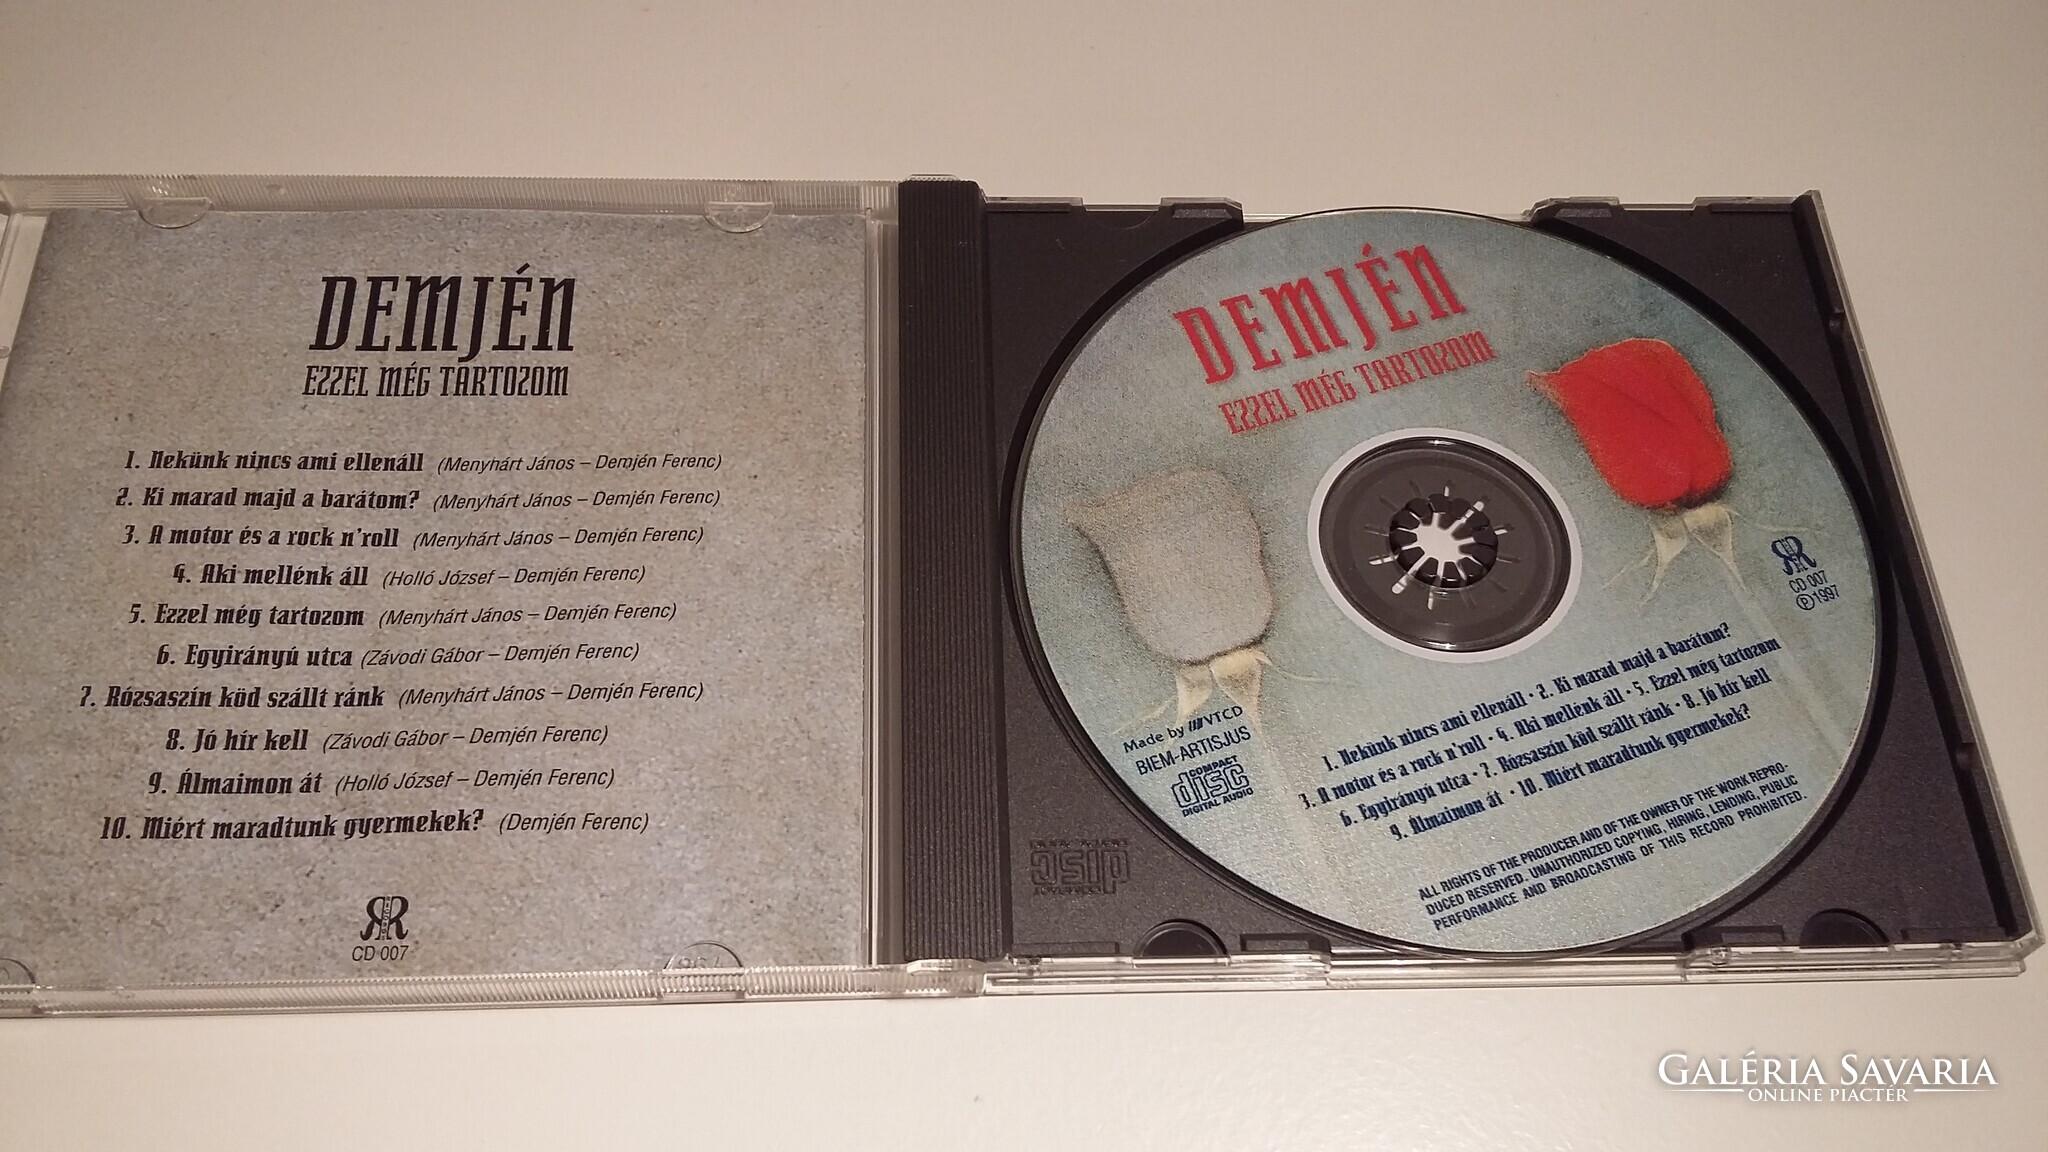 DEMJÉN
EZZEL MÉG TARTOZOM
1. Nekünk nincs ami ellenáll (Menyhárt János – Demjén Ferenc)
2. Ki marad majd a barátom? (Menyhárt János – Demjén Ferenc)
3. A motor és a rock n'roll (Menyhárt János – Demjén Ferenc)
4. Aki mellénk áll (Holló József – Demjén Ferenc)
5. Ezzel még tartozom (Menyhárt János – Demjén Ferenc)
6. Egyirányú utca (Závodi Gábor – Demjén Ferenc)
7. Rózsaszín köd szállt ránk (Menyhárt János – Demjén Ferenc)
8. Jó hír kell (Závodi Gábor – Demjén Ferenc)
9. Álmaimon át (Holló József – Demjén Ferenc)
10. Miért maradtunk gyermekek? (Demjén Ferenc)
RR
CD 007
DEMJÉN
EZZEL MÉG TARTOZOM
RR
CD 007
Ⓟ 1997
1. Nekünk nincs ami ellenáll • 2. Ki marad majd a barátom?
3. A motor és a rock n'roll • 4. Aki mellénk áll • 5. Ezzel még tartozom
6. Egyirányú utca • 7. Rózsaszín köd szállt ránk • 8. Jó hír kell
9. Álmaimon át • 10. Miért maradtunk gyermekek?
Made by VTCD
BIEM-ARTISJUS
COMPACT
disc
DIGITAL AUDIO
ALL RIGHTS OF THE PRODUCER AND OF THE OWNER OF THE WORK REPRO-
DUCED RESERVED. UNAUTHORIZED COPYING, HIRING, LENDING, PUBLIC
PERFORMANCE AND BROADCASTING OF THIS RECORD PROHIBITED.
disc
GALÉRIA SAVARIA
ONLINE PIACTÉR